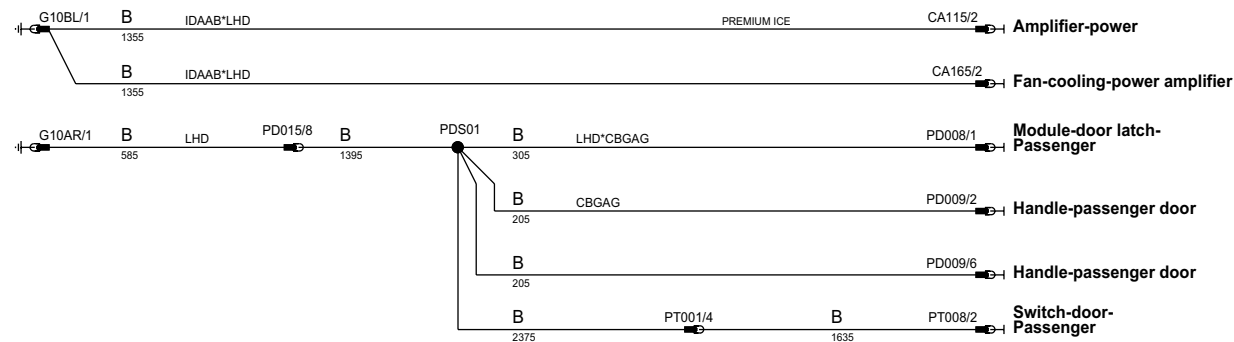 G10BL/1 B IDAAB*LHD PREMIUM ICE CA115/2 Amplifier-power
1355
B IDAAB*LHD CA165/2 Fan-cooling-power amplifier
1355
G10AR/1 B LHD PD015/8 B PDS01 B LHD*CBGAG PD008/1 Module-door latch-
Passenger
585 1395 305
B CBGAG PD009/2 Handle-passenger door
205
B PD009/6 Handle-passenger door
205
B PT001/4 B PT008/2 Switch-door-
Passenger
2375 1635